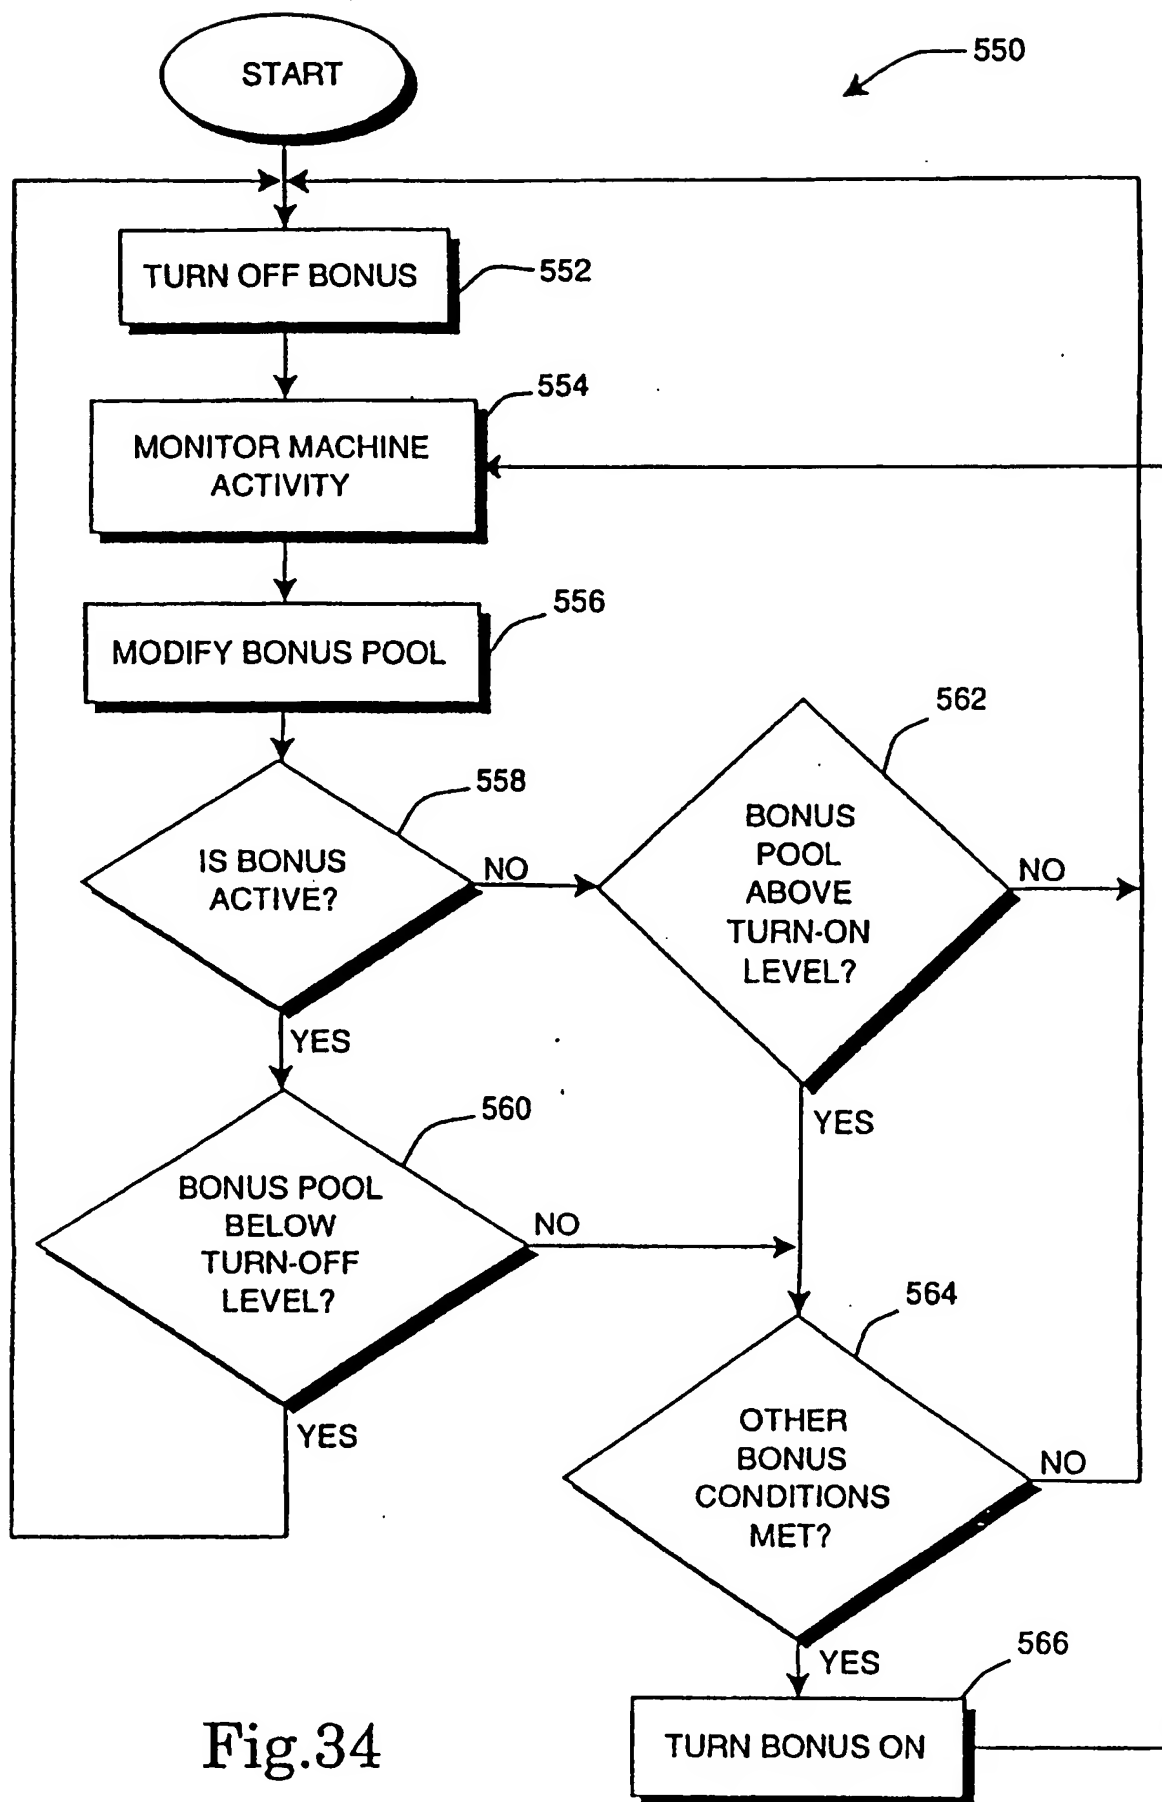 START
550
TURN OFF BONUS
552
554
MONITOR MACHINE
ACTIVITY
556
MODIFY BONUS POOL
562
558
BONUS
POOL
ABOVE
TURN-ON
LEVEL?
IS BONUS
ACTIVE?
NO
NO
YES
560
YES
BONUS POOL
BELOW
TURN-OFF
LEVEL?
NO
564
YES
OTHER
BONUS
CONDITIONS
MET?
NO
YES
566
TURN BONUS ON
Fig.34